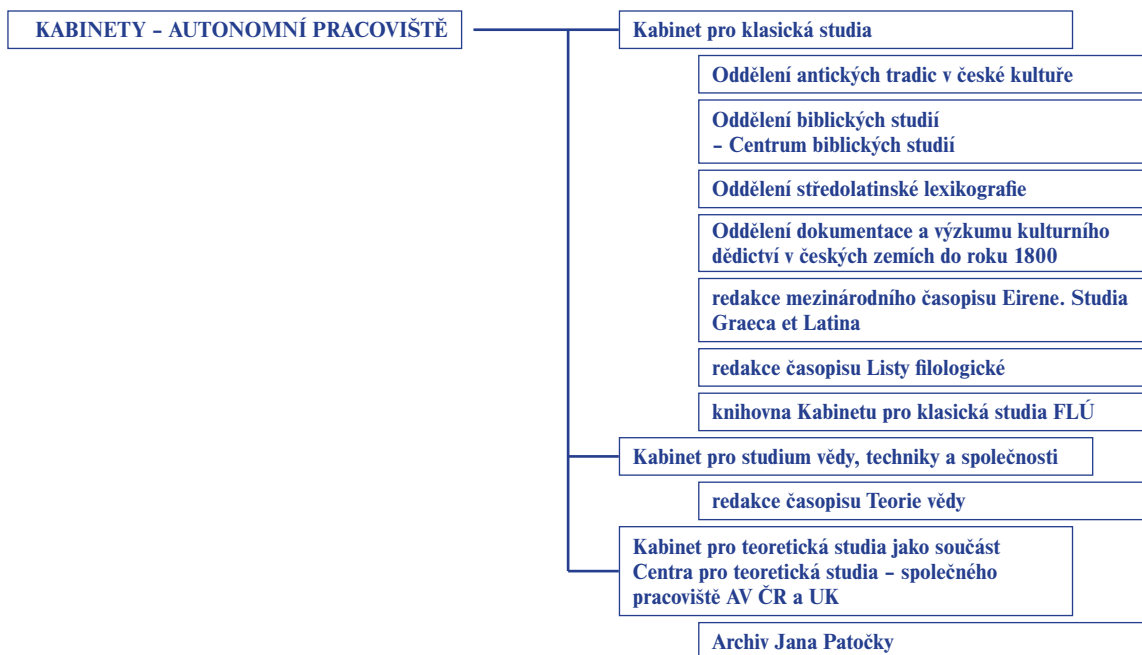 KABINETY – AUTONOMNÍ PRACOVIŠTĚ
Kabinet pro klasická studia
Oddělení antických tradic v české kultuře
Oddělení biblických studií
– Centrum biblických studií
Oddělení středolatinské lexikografie
Oddělení dokumentace a výzkumu kulturního
dědictví v českých zemích do roku 1800
redakce mezinárodního časopisu Eirene. Studia
Graeca et Latina
redakce časopisu Listy filologické
knihovna Kabinetu pro klasická studia FLÚ
Kabinet pro studium vědy, techniky a společnosti
redakce časopisu Teorie vědy
Kabinet pro teoretická studia jako součást
Centra pro teoretická studia – společného
pracoviště AV ČR a UK
Archiv Jana Patočky